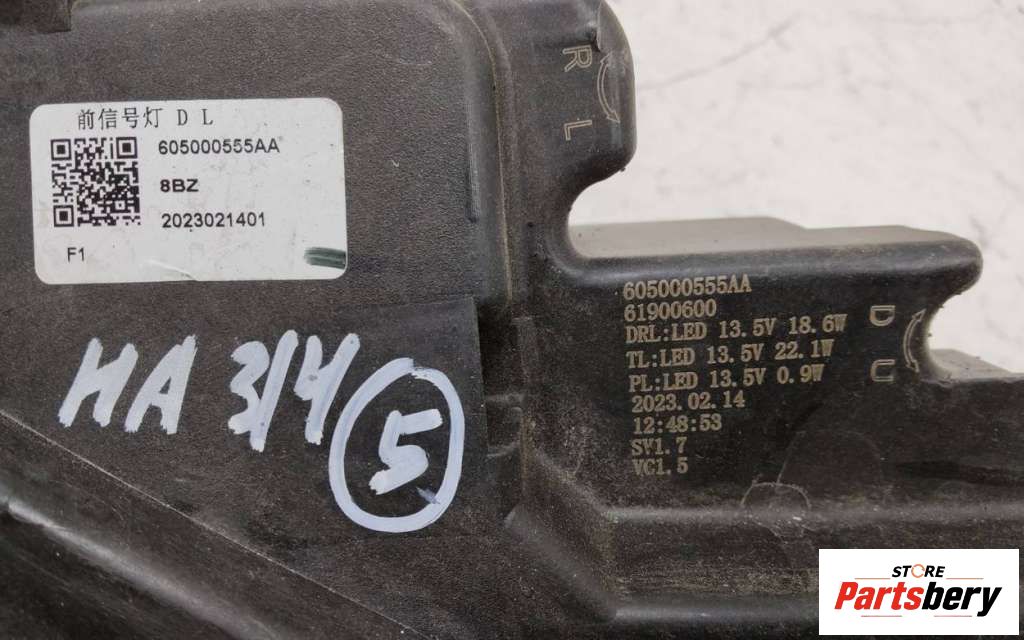 前信号灯 D L
605000555AA
8BZ
2023021401
F1
R L
605000555AA
61900600
DRL:LED 13.5V 18.6W
TL:LED 13.5V 22.1W
PL:LED 13.5V 0.9W
2023.02.14
12:48:53
SV1.7
VC1.5
D U
НА 3/4 5
STORE
Partsbery